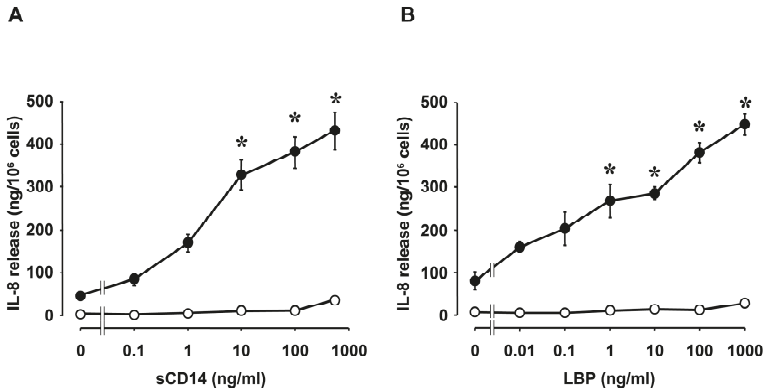 A
B
IL-8 release (ng/10⁶ cells)
500
400
300
200
100
0
* * *
0 0.1 1 10 100 1000
sCD14 (ng/ml)
IL-8 release (ng/10⁶ cells)
500
400
300
200
100
0
* * * *
0 0.01 0.1 1 10 100 1000
LBP (ng/ml)